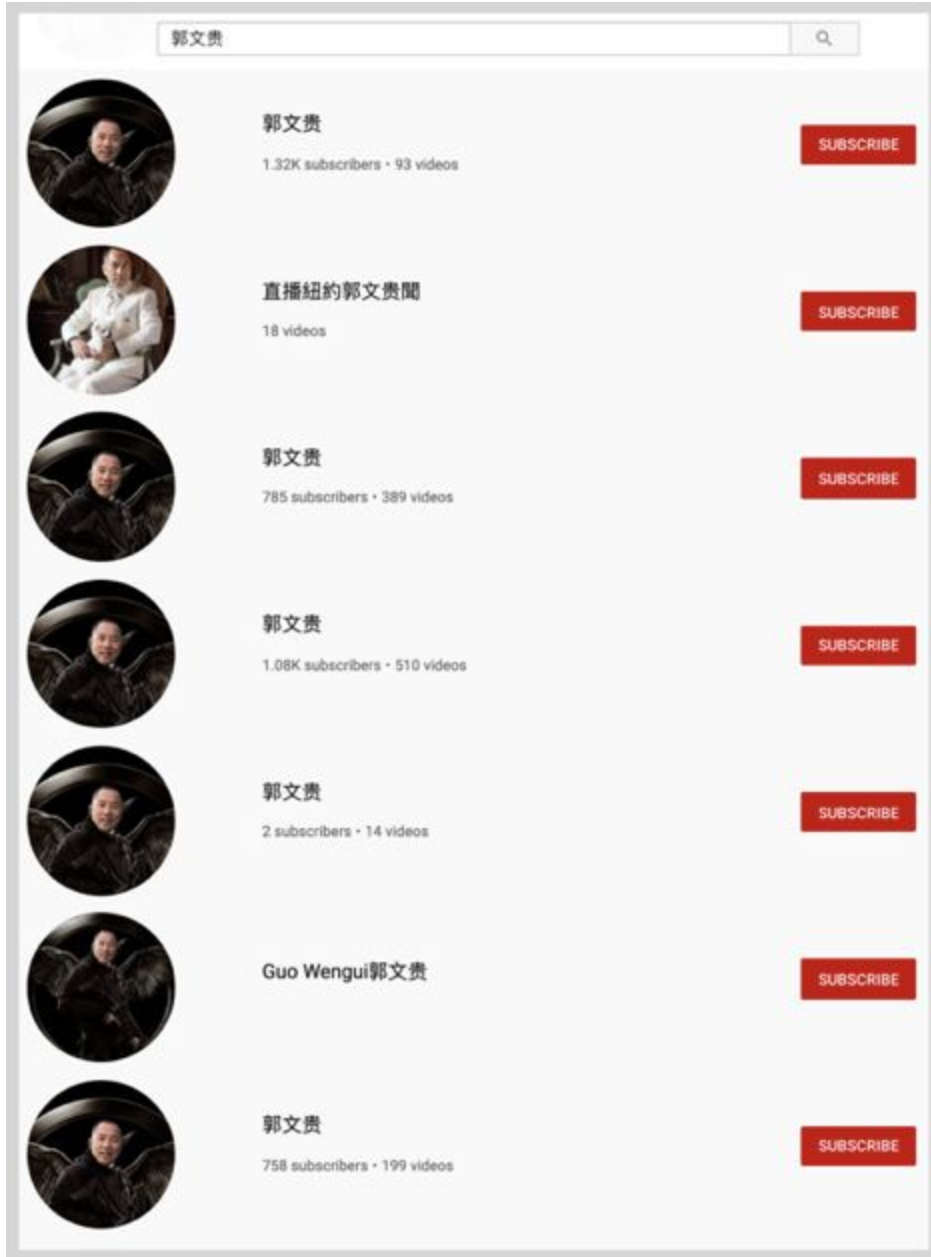 郭文贵
郭文贵
1.32K subscribers • 93 videos
SUBSCRIBE
直播紐約郭文贵聞
18 videos
SUBSCRIBE
郭文贵
785 subscribers • 389 videos
SUBSCRIBE
郭文贵
1.08K subscribers • 510 videos
SUBSCRIBE
郭文贵
2 subscribers • 14 videos
SUBSCRIBE
Guo Wengui郭文贵
SUBSCRIBE
郭文贵
758 subscribers • 199 videos
SUBSCRIBE